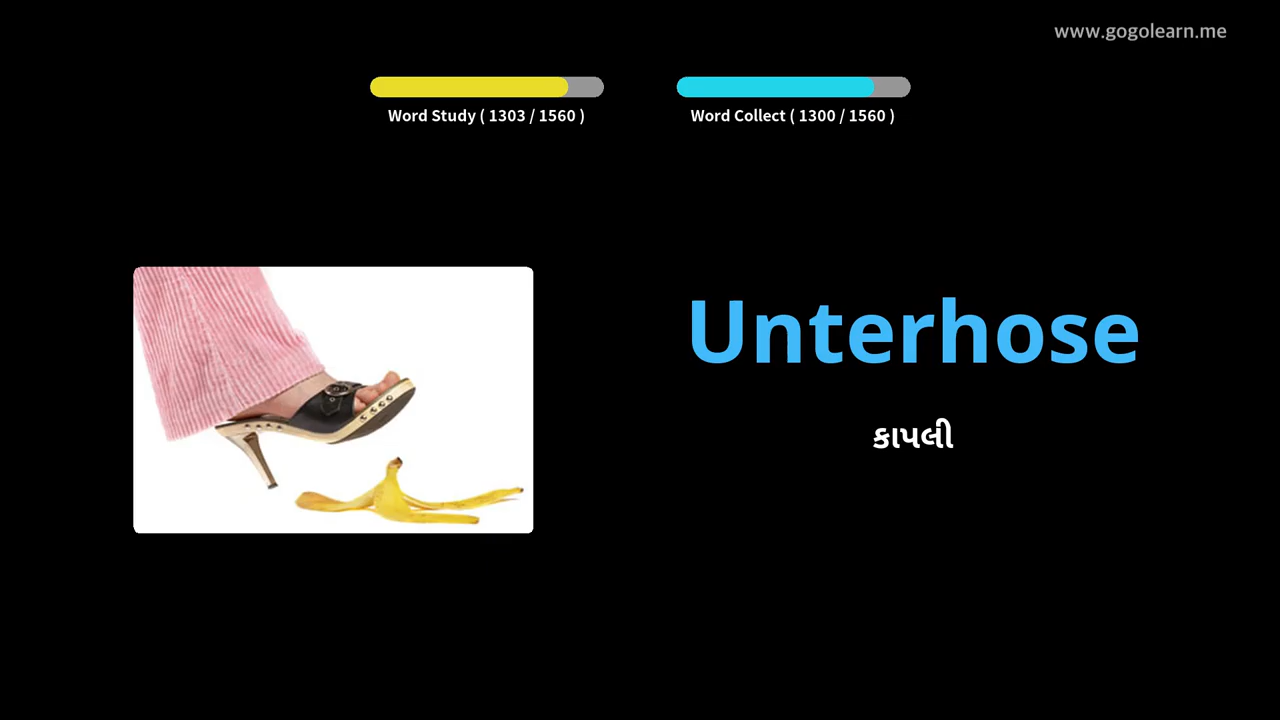 www.gogolearn.me
Word Study ( 1303 / 1560 )
Word Collect ( 1300 / 1560 )
Unterhose
કાપલી